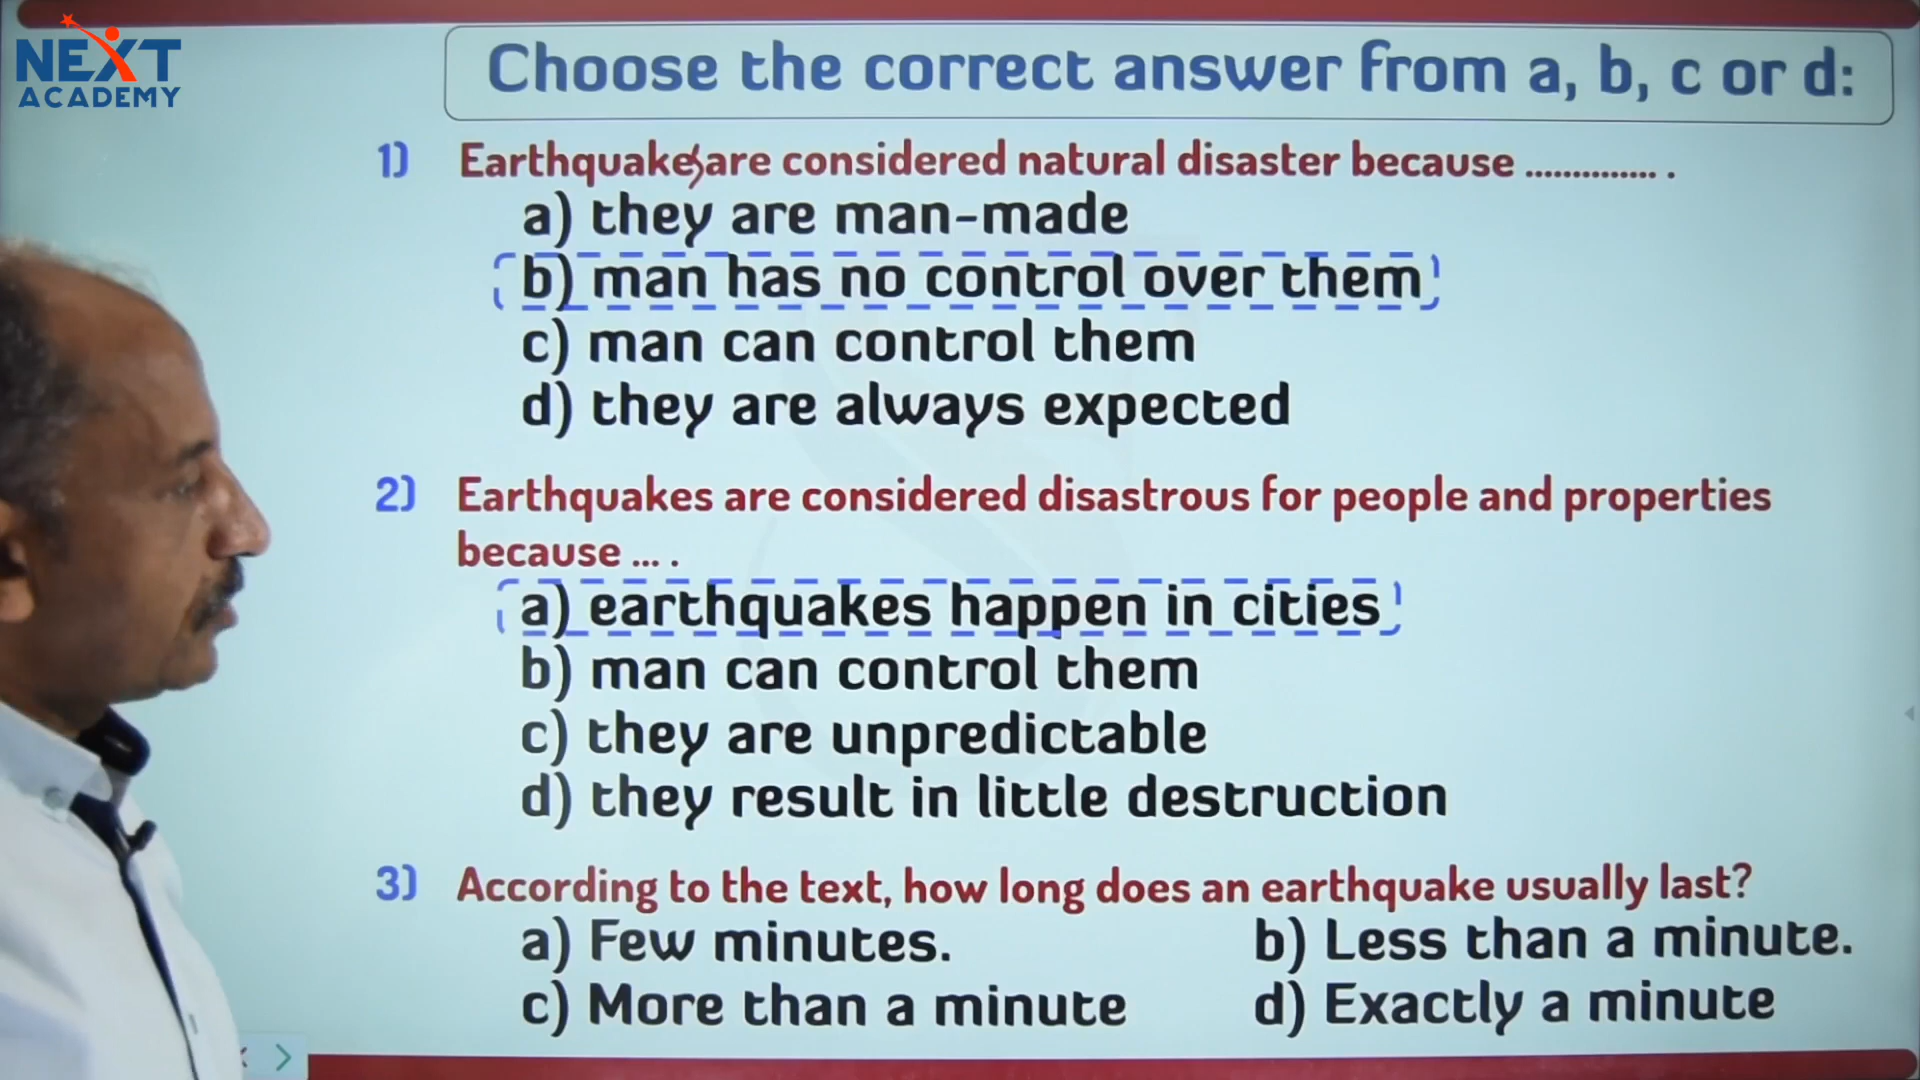 NEXT
ACADEMY
Choose the correct answer from a, b, c or d:
1) Earthquakes are considered natural disaster because .............. .
a) they are man-made
b) man has no control over them
c) man can control them
d) they are always expected
2) Earthquakes are considered disastrous for people and properties
because ... .
a) earthquakes happen in cities
b) man can control them
c) they are unpredictable
d) they result in little destruction
3) According to the text, how long does an earthquake usually last?
a) Few minutes. b) Less than a minute.
c) More than a minute d) Exactly a minute